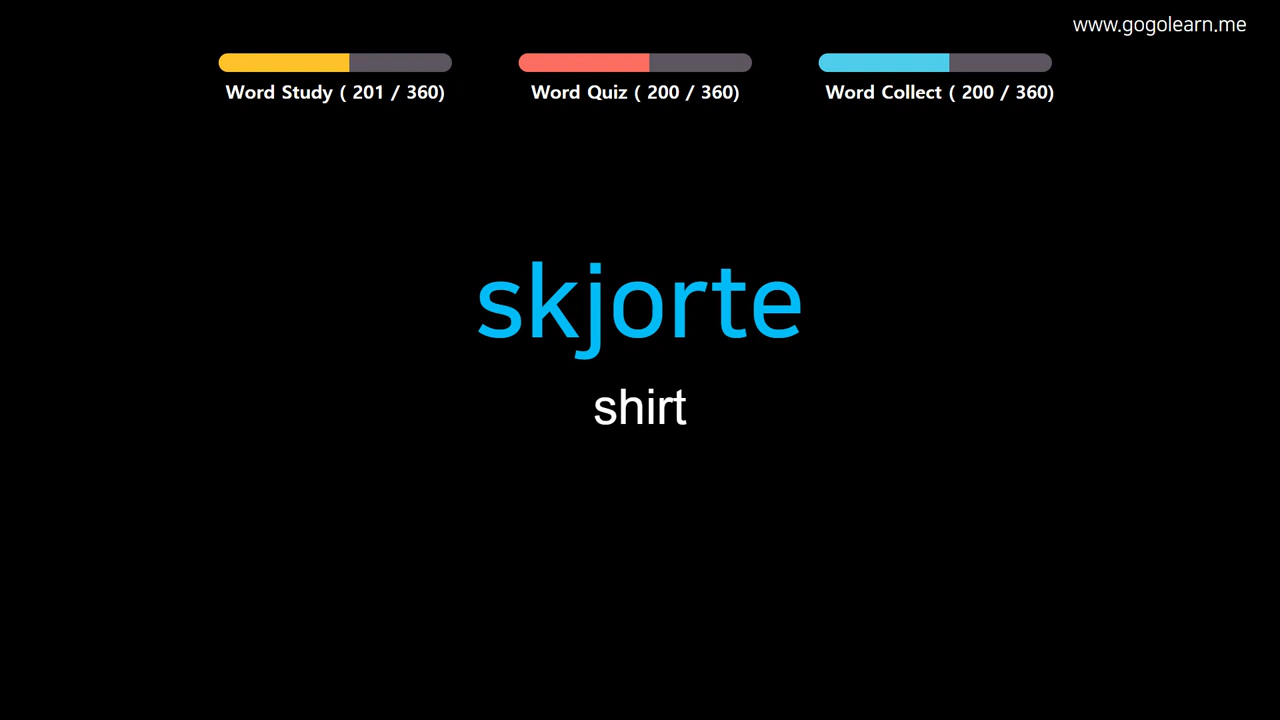 www.gogolearn.me
Word Study ( 201 / 360)
Word Quiz ( 200 / 360)
Word Collect ( 200 / 360)
skjorte
shirt